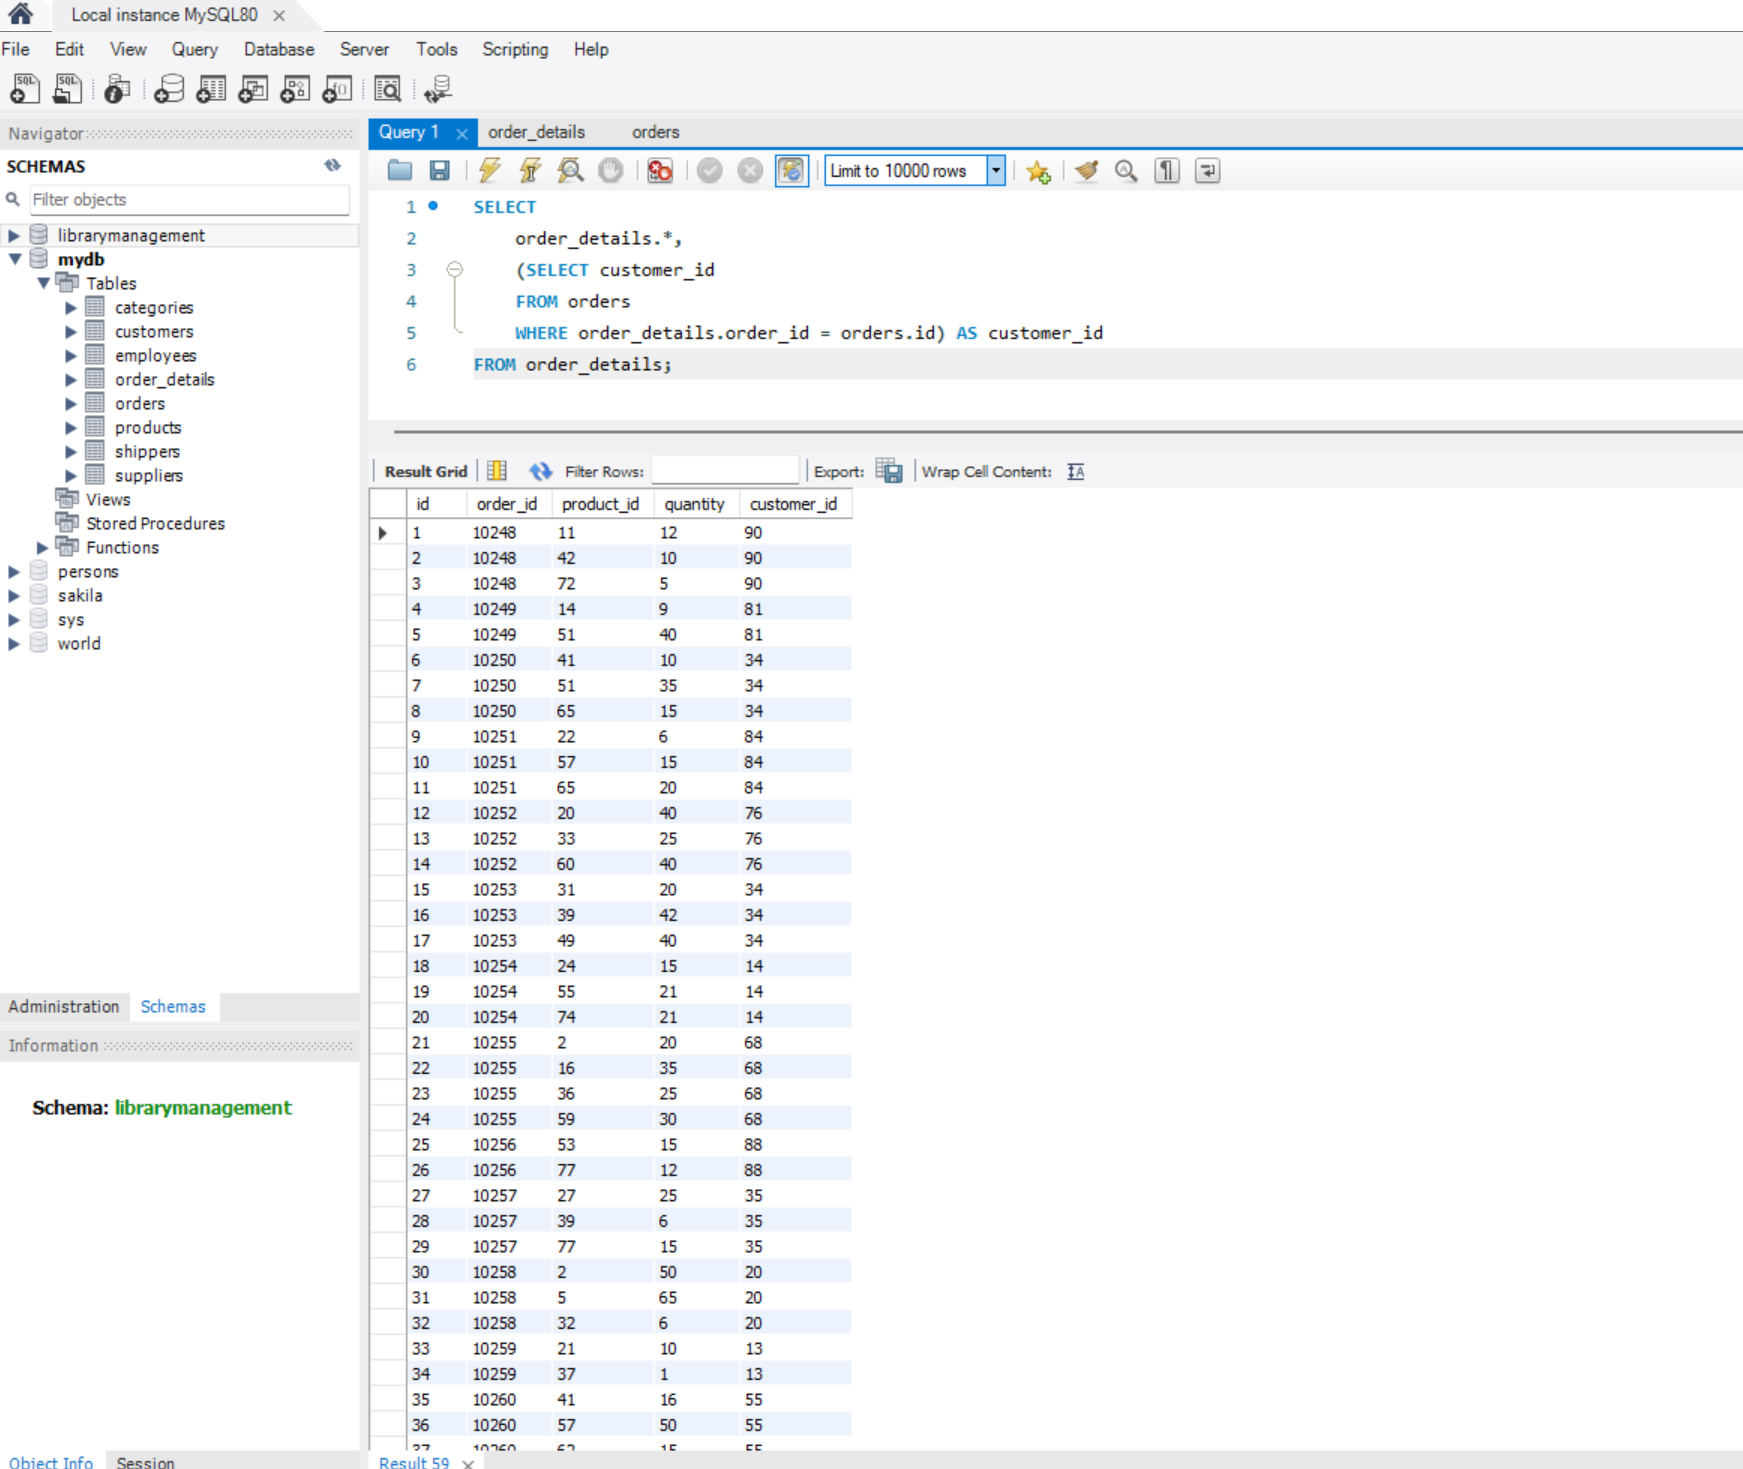 Local instance MySQL80 ×
File Edit View Query Database Server Tools Scripting Help
Navigator
SCHEMAS
Filter objects
librarymanagement
mydb
Tables
categories
customers
employees
order_details
orders
products
shippers
suppliers
Views
Stored Procedures
Functions
persons
sakila
sys
world
Administration Schemas
Information
Schema: librarymanagement
Object Info Session
Query 1 × order_details orders
Limit to 10000 rows
1 SELECT
2 order_details.*,
3 (SELECT customer_id
4 FROM orders
5 WHERE order_details.order_id = orders.id) AS customer_id
6 FROM order_details;
Result Grid Filter Rows: Export: Wrap Cell Content:
id order_id product_id quantity customer_id
1 10248 11 12 90
2 10248 42 10 90
3 10248 72 5 90
4 10249 14 9 81
5 10249 51 40 81
6 10250 41 10 34
7 10250 51 35 34
8 10250 65 15 34
9 10251 22 6 84
10 10251 57 15 84
11 10251 65 20 84
12 10252 20 40 76
13 10252 33 25 76
14 10252 60 40 76
15 10253 31 20 34
16 10253 39 42 34
17 10253 49 40 34
18 10254 24 15 14
19 10254 55 21 14
20 10254 74 21 14
21 10255 2 20 68
22 10255 16 35 68
23 10255 36 25 68
24 10255 59 30 68
25 10256 53 15 88
26 10256 77 12 88
27 10257 27 25 35
28 10257 39 6 35
29 10257 77 15 35
30 10258 2 50 20
31 10258 5 65 20
32 10258 32 6 20
33 10259 21 10 13
34 10259 37 1 13
35 10260 41 16 55
36 10260 57 50 55
37 10260 62 15 55
Result 59 ×